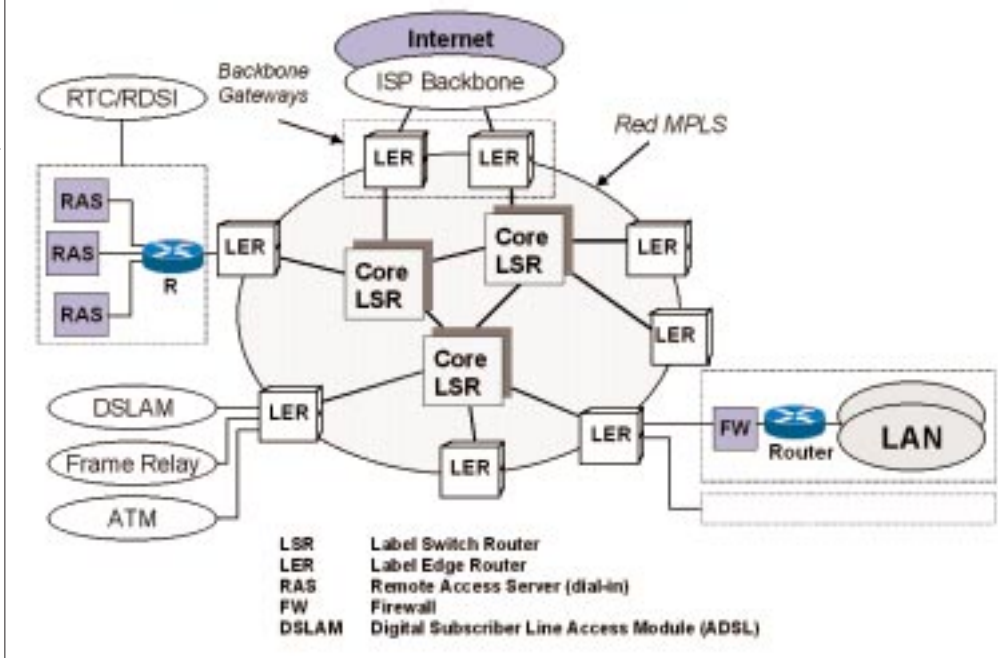 Internet
ISP Backbone
Backbone
Gateways
RTC/RDSI
Red MPLS
LER
LER
RAS
RAS
RAS
R
LER
Core
LSR
Core
LSR
LER
LER
Core
LSR
DSLAM
Frame Relay
ATM
LER
LER
LER
FW
Router
LAN
LSR Label Switch Router
LER Label Edge Router
RAS Remote Access Server (dial-in)
FW Firewall
DSLAM Digital Subscriber Line Access Module (ADSL)